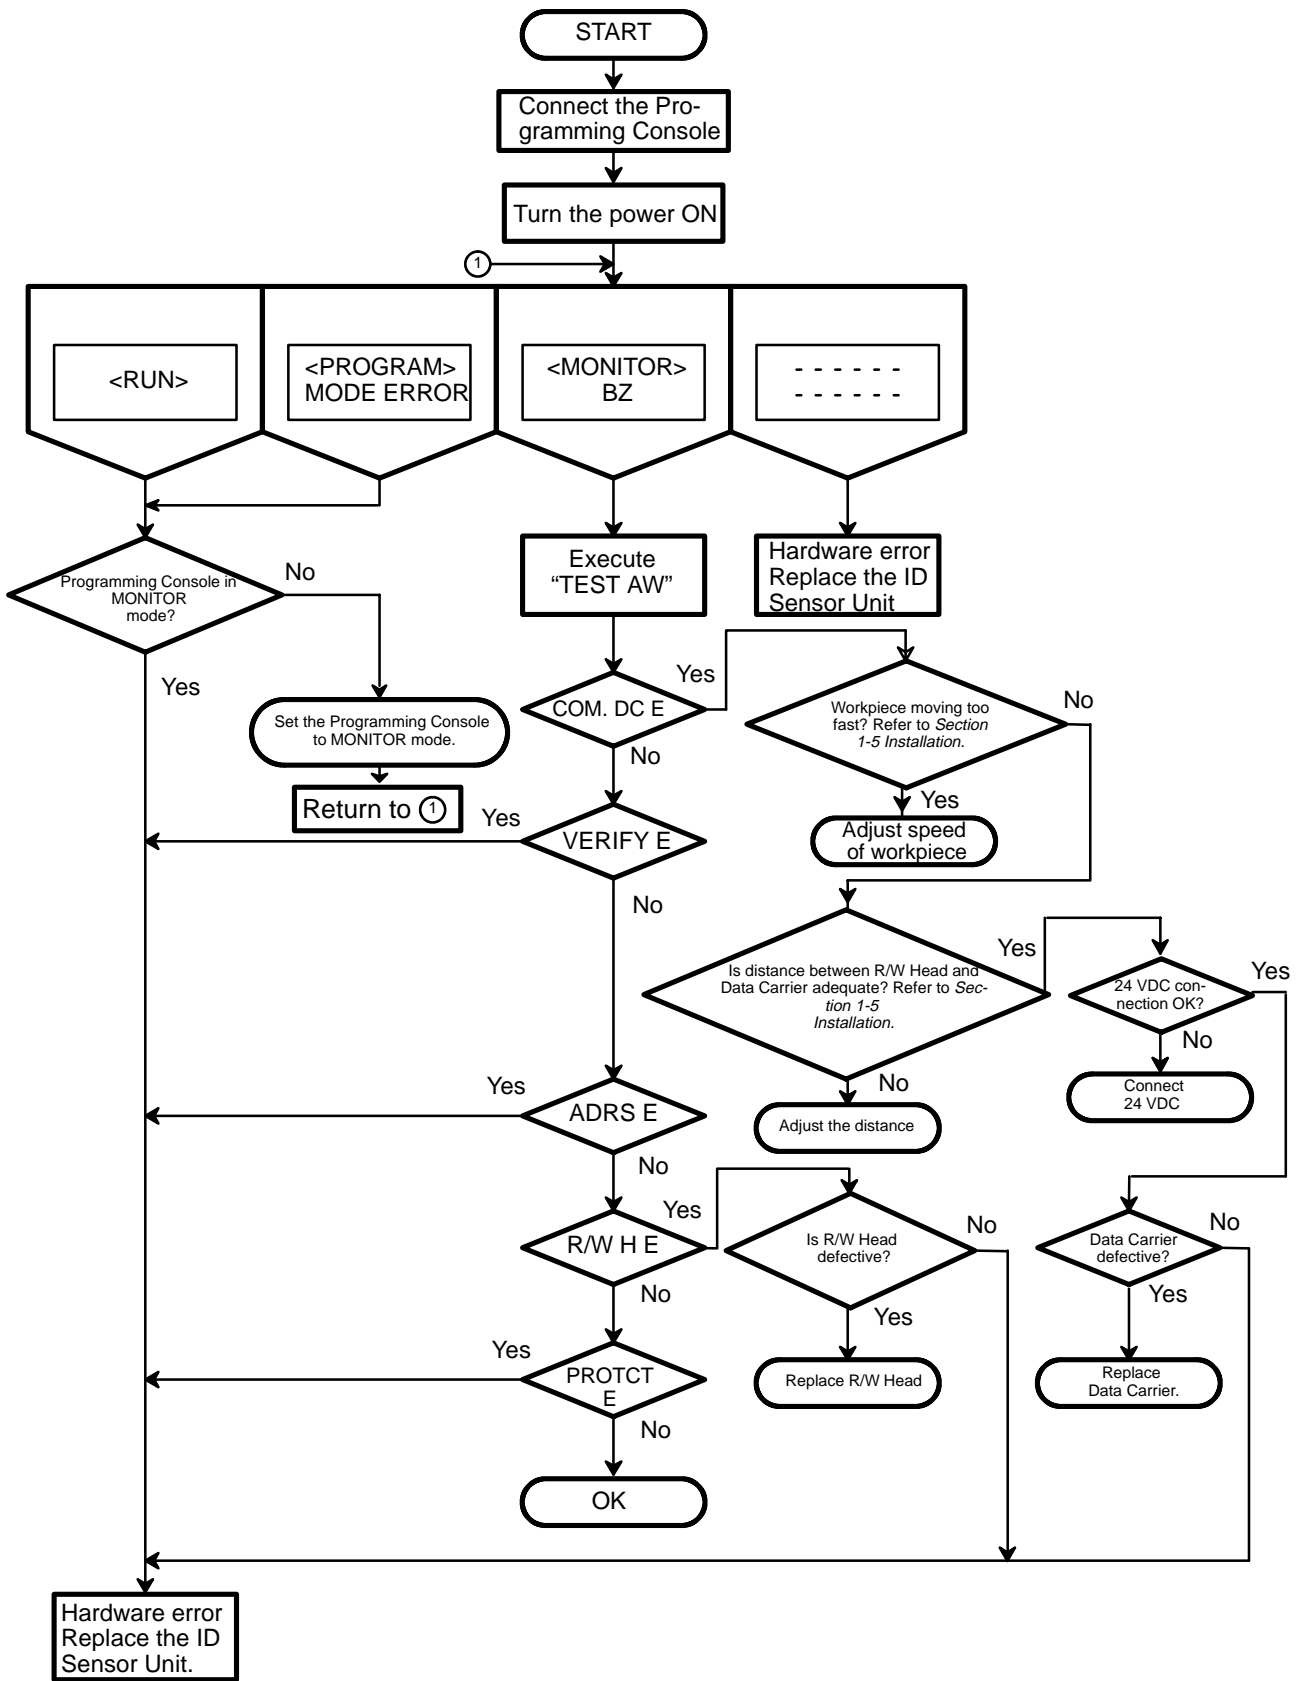 START
Connect the Pro-
gramming Console
Turn the power ON
1
<RUN>
<PROGRAM>
MODE ERROR
<MONITOR>
BZ
- - - - - -
- - - - - -
Programming Console in
MONITOR
mode?
No
Yes
Set the Programming Console
to MONITOR mode.
Return to 1
Execute
“TEST AW”
Hardware error
Replace the ID
Sensor Unit
COM. DC E
Yes
No
Workpiece moving too
fast? Refer to Section
1-5 Installation.
No
Yes
Adjust speed
of workpiece
VERIFY E
Yes
No
Is distance between R/W Head and
Data Carrier adequate? Refer to Sec-
tion 1-5
Installation.
Yes
No
Adjust the distance
24 VDC con-
nection OK?
Yes
No
Connect
24 VDC
ADRS E
Yes
No
R/W H E
Yes
No
Is R/W Head
defective?
No
Yes
Replace R/W Head
Data Carrier
defective?
No
Yes
Replace
Data Carrier.
PROTCT
E
Yes
No
OK
Hardware error
Replace the ID
Sensor Unit.